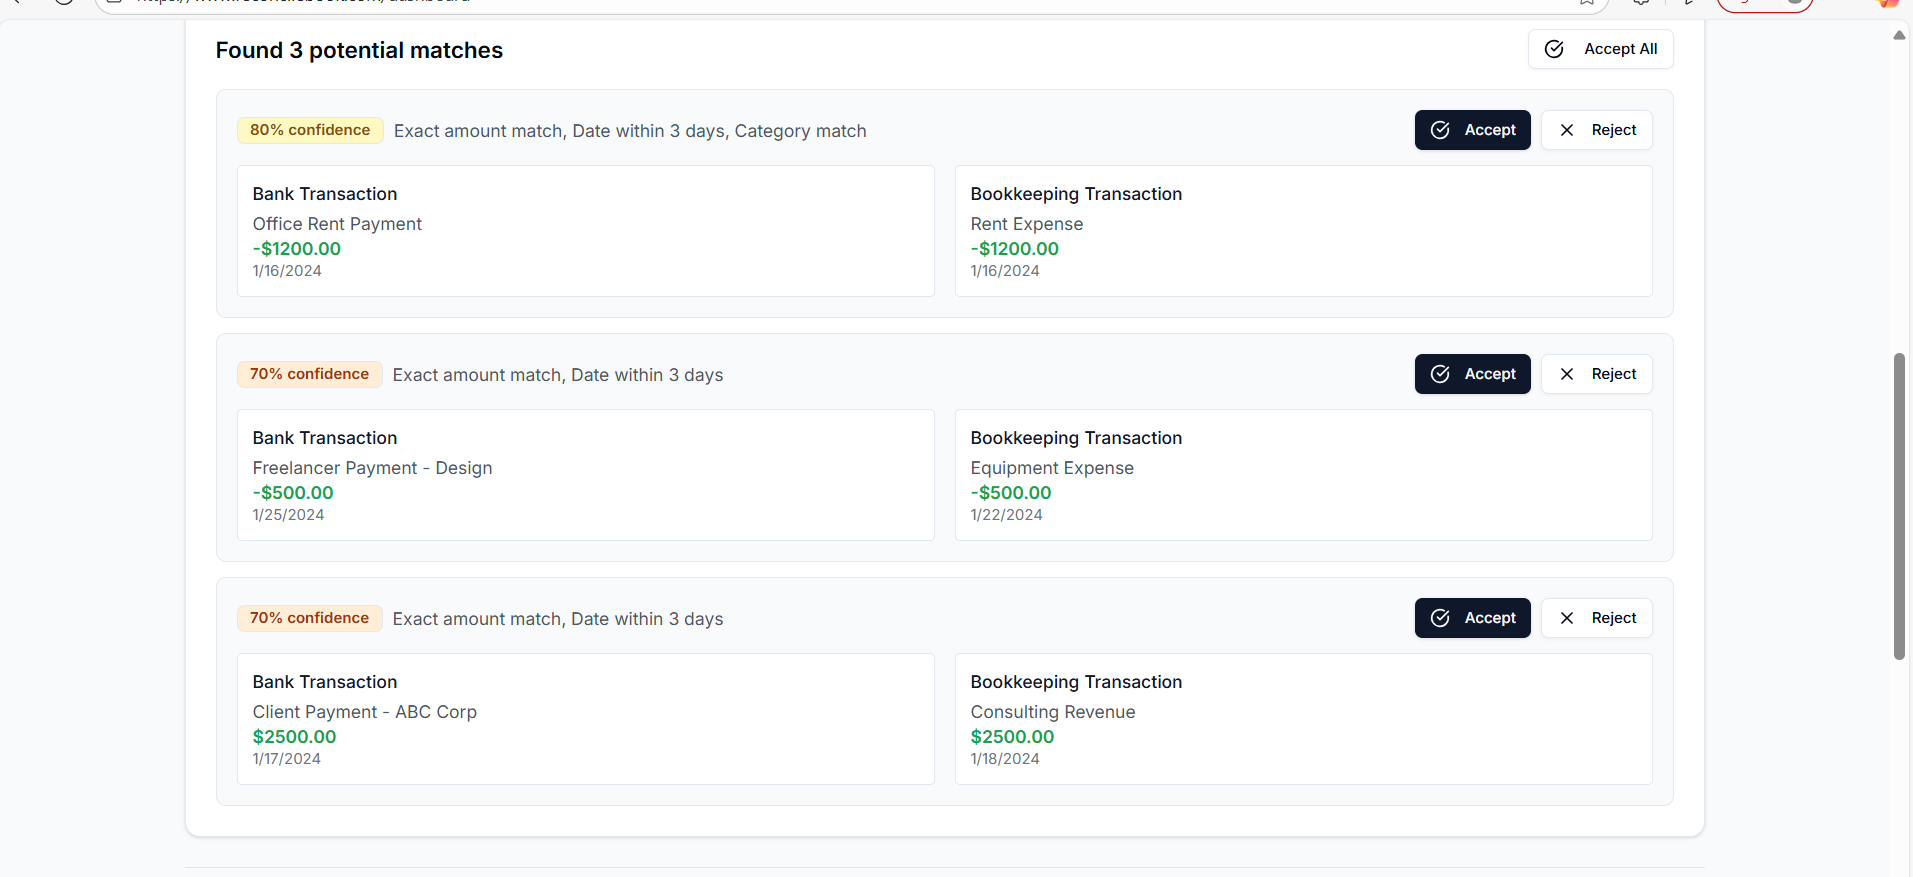 Found 3 potential matches
Accept All
80% confidence Exact amount match, Date within 3 days, Category match
Accept
Reject
Bank Transaction
Office Rent Payment
-$1200.00
1/16/2024
Bookkeeping Transaction
Rent Expense
-$1200.00
1/16/2024
70% confidence Exact amount match, Date within 3 days
Accept
Reject
Bank Transaction
Freelancer Payment - Design
-$500.00
1/25/2024
Bookkeeping Transaction
Equipment Expense
-$500.00
1/22/2024
70% confidence Exact amount match, Date within 3 days
Accept
Reject
Bank Transaction
Client Payment - ABC Corp
$2500.00
1/17/2024
Bookkeeping Transaction
Consulting Revenue
$2500.00
1/18/2024